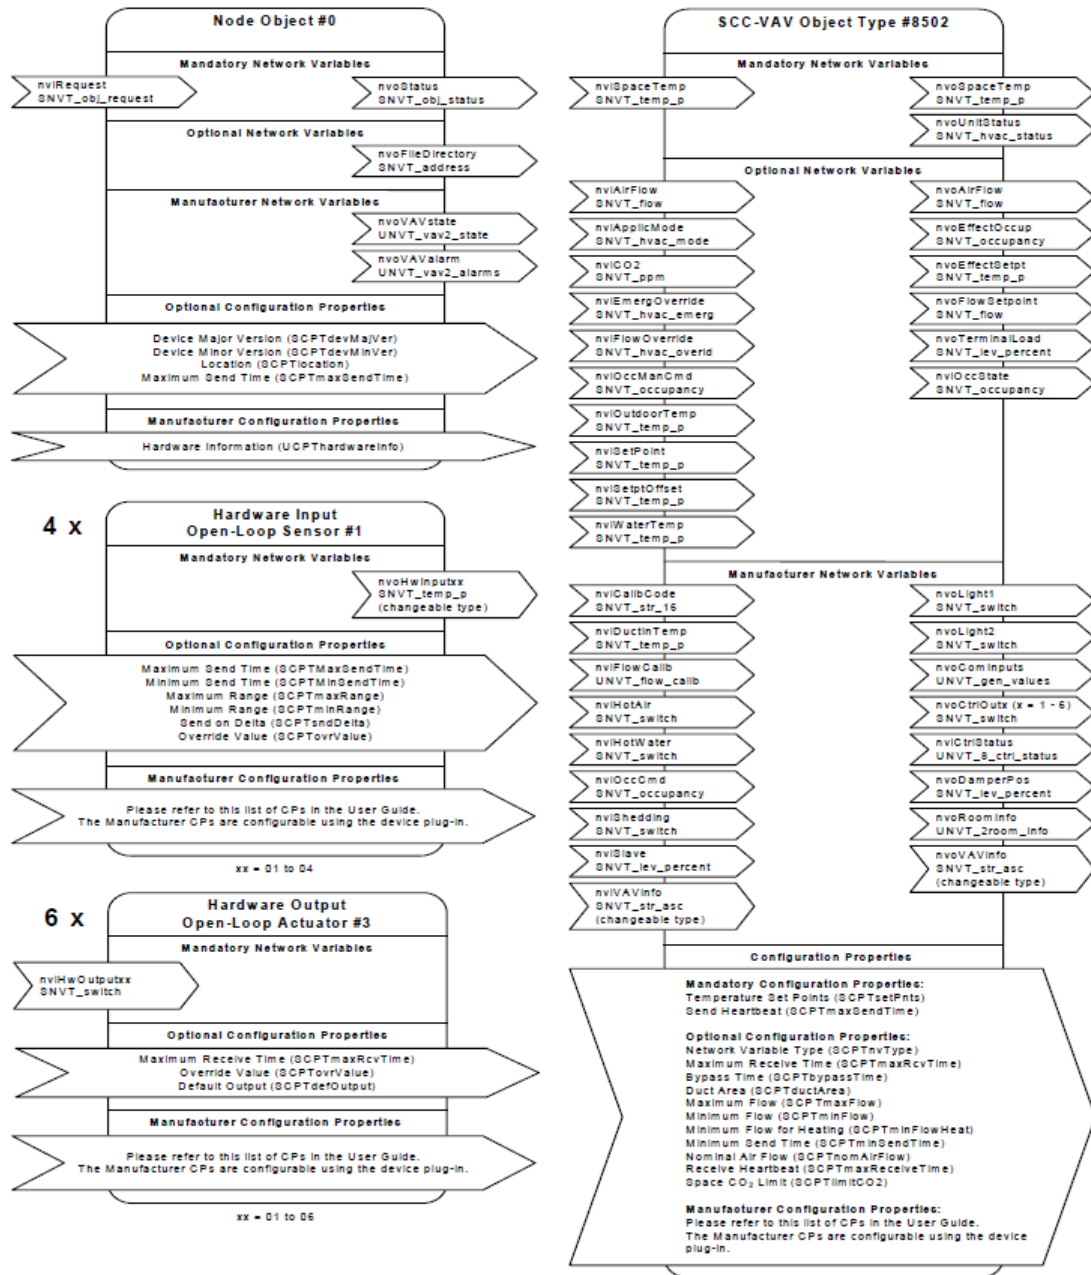 Node Object #0
Mandatory Network Variables
nviRequest
SNVT_obj_request
nvoStatus
SNVT_obj_status
Optional Network Variables
nvoFileDirectory
SNVT_address
Manufacturer Network Variables
nvoVAVstate
UNVT_vav2_state
nvoVAValarm
UNVT_vav2_alarms
Optional Configuration Properties
Device Major Version (SCPTdevMajVer)
Device Minor Version (SCPTdevMinVer)
Location (SCPTlocation)
Maximum Send Time (SCPTmaxSendTime)
Manufacturer Configuration Properties
Hardware Information (UCPThardwareInfo)
4 x
Hardware Input
Open-Loop Sensor #1
Mandatory Network Variables
nvoHwInputxx
SNVT_temp_p
(changeable type)
Optional Configuration Properties
Maximum Send Time (SCPTMaxSendTime)
Minimum Send Time (SCPTMinSendTime)
Maximum Range (SCPTmaxRange)
Minimum Range (SCPTminRange)
Send on Delta (SCPTsndDelta)
Override Value (SCPTovrValue)
Manufacturer Configuration Properties
Please refer to this list of CPs in the User Guide.
The Manufacturer CPs are configurable using the device plug-in.
xx = 01 to 04
6 x
Hardware Output
Open-Loop Actuator #3
Mandatory Network Variables
nviHwOutputxx
SNVT_switch
Optional Configuration Properties
Maximum Receive Time (SCPTmaxRcvTime)
Override Value (SCPTovrValue)
Default Output (SCPTdefOutput)
Manufacturer Configuration Properties
Please refer to this list of CPs in the User Guide.
The Manufacturer CPs are configurable using the device plug-in.
xx = 01 to 06
SCC-VAV Object Type #8502
Mandatory Network Variables
nviSpaceTemp
SNVT_temp_p
nvoSpaceTemp
SNVT_temp_p
nvoUnitStatus
SNVT_hvac_status
Optional Network Variables
nviAirFlow
SNVT_flow
nviApplicMode
SNVT_hvac_mode
nviCO2
SNVT_ppm
nviEmergOverride
SNVT_hvac_emerg
nviFlowOverride
SNVT_hvac_overid
nviOccManCmd
SNVT_occupancy
nviOutdoorTemp
SNVT_temp_p
nviSetPoint
SNVT_temp_p
nviSetptOffset
SNVT_temp_p
nviWaterTemp
SNVT_temp_p
nvoAirFlow
SNVT_flow
nvoEffectOccup
SNVT_occupancy
nvoEffectSetpt
SNVT_temp_p
nvoFlowSetpoint
SNVT_flow
nvoTerminalLoad
SNVT_lev_percent
nviOccState
SNVT_occupancy
Manufacturer Network Variables
nviCalibCode
SNVT_str_16
nviDuctInTemp
SNVT_temp_p
nviFlowCalib
UNVT_flow_calib
nviHotAir
SNVT_switch
nviHotWater
SNVT_switch
nviOccCmd
SNVT_occupancy
nviShedding
SNVT_switch
nviSlave
SNVT_lev_percent
nviVAVinfo
SNVT_str_asc
(changeable type)
nvoLight1
SNVT_switch
nvoLight2
SNVT_switch
nvoComInputs
UNVT_gen_values
nvoCtrlOutx (x = 1 - 6)
SNVT_switch
nviCtrlStatus
UNVT_8_ctrl_status
nvoDamperPos
SNVT_lev_percent
nvoRoomInfo
UNVT_2room_info
nvoVAVinfo
SNVT_str_asc
(changeable type)
Configuration Properties
Mandatory Configuration Properties:
Temperature Set Points (SCPTsetPnts)
Send Heartbeat (SCPTmaxSendTime)
Optional Configuration Properties:
Network Variable Type (SCPTnvType)
Maximum Receive Time (SCPTmaxRcvTime)
Bypass Time (SCPTbypassTime)
Duct Area (SCPTductArea)
Maximum Flow (SCPTmaxFlow)
Minimum Flow (SCPTminFlow)
Minimum Flow for Heating (SCPTminFlowHeat)
Minimum Send Time (SCPTminSendTime)
Nominal Air Flow (SCPTnomAirFlow)
Receive Heartbeat (SCPTmaxReceiveTime)
Space CO₂ Limit (SCPTlimitCO2)
Manufacturer Configuration Properties:
Please refer to this list of CPs in the User Guide.
The Manufacturer CPs are configurable using the device
plug-in.